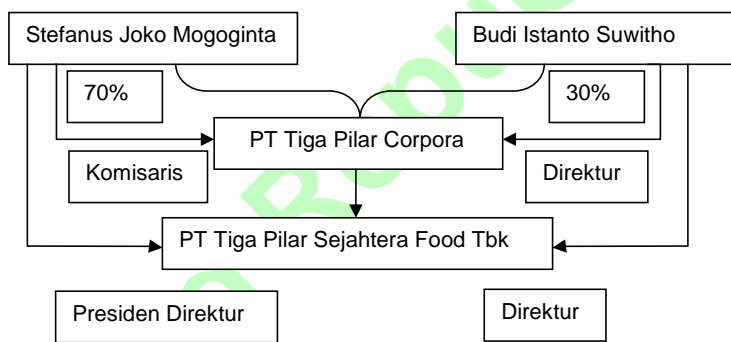 Stefanus Joko Mogoginta
Budi Istanto Suwitho
70%
30%
PT Tiga Pilar Corpora
Komisaris
Direktur
PT Tiga Pilar Sejahtera Food Tbk
Presiden Direktur
Direktur